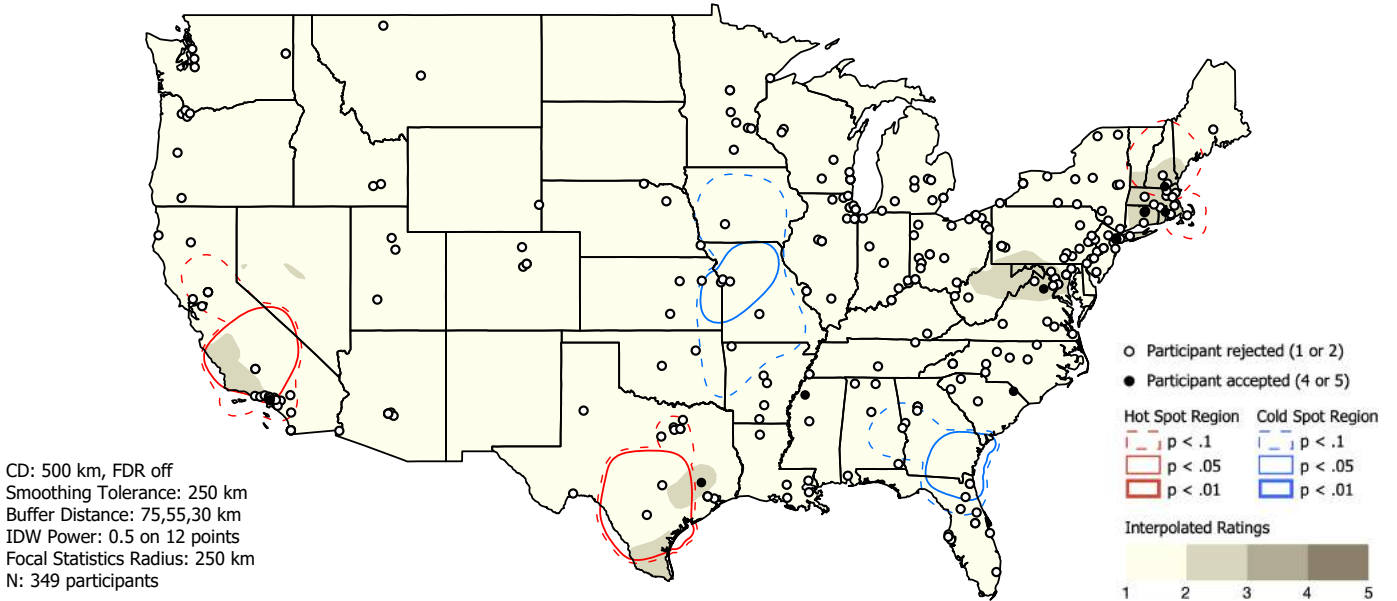 Participant rejected (1 or 2)
Participant accepted (4 or 5)
Hot Spot Region Cold Spot Region
p < .1 p < .1
p < .05 p < .05
p < .01 p < .01
Interpolated Ratings
1 2 3 4 5
CD: 500 km, FDR off
Smoothing Tolerance: 250 km
Buffer Distance: 75,55,30 km
IDW Power: 0.5 on 12 points
Focal Statistics Radius: 250 km
N: 349 participants